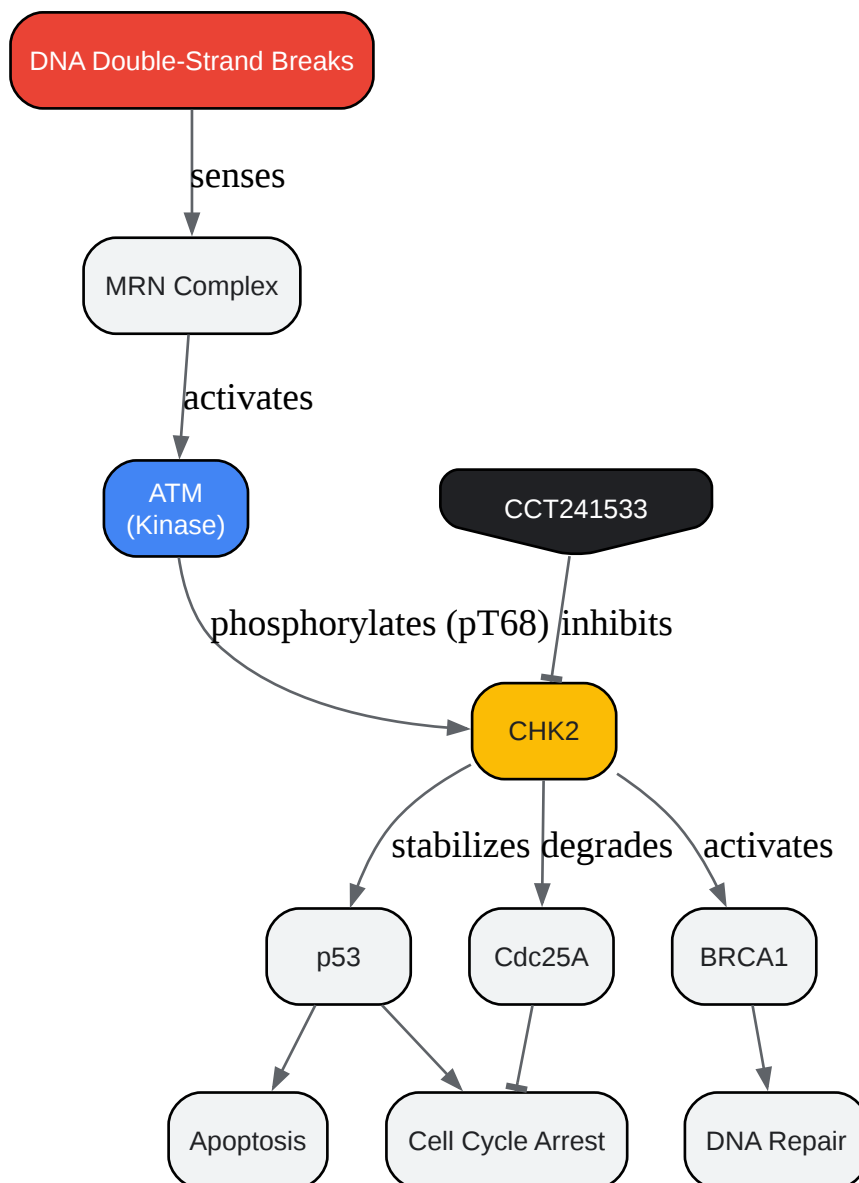 DNA Double-Strand Breaks
senses
MRN Complex
activates
ATM
(Kinase)
CCT241533
phosphorylates (pT68)
inhibits
CHK2
stabilizes
degrades
activates
p53
Cdc25A
BRCA1
Apoptosis
Cell Cycle Arrest
DNA Repair